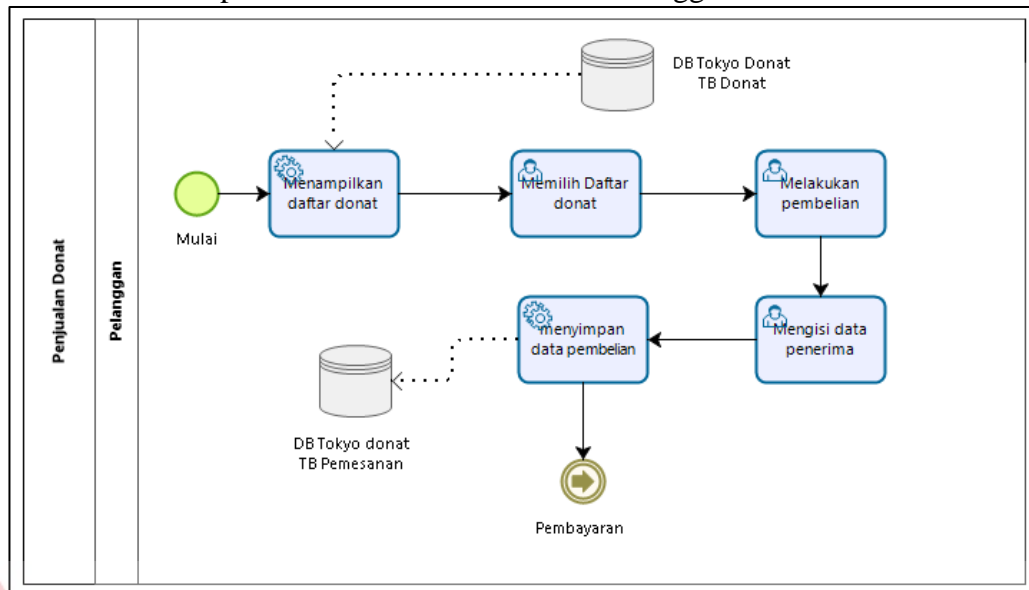 DB Tokyo Donat
TB Donat
Menampilkan
daftar donat
Memilih Daftar
donat
Melakukan
pembelian
Mulai
Penjualan Donat
Pelanggan
menyimpan
data pembelian
Mengisi data
penerima
DB Tokyo donat
TB Pemesanan
Pembayaran